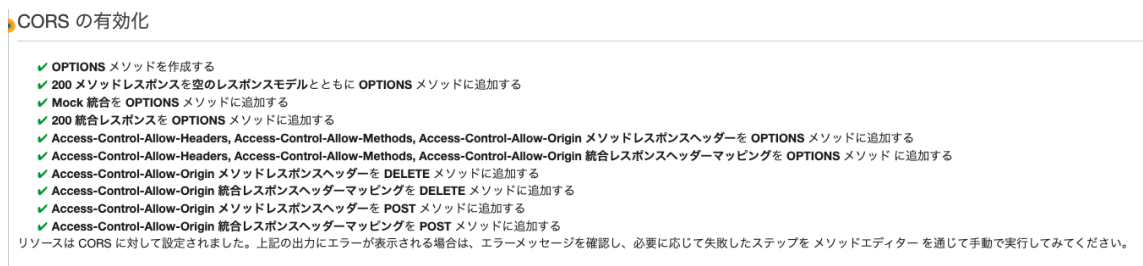 CORS の有効化
✔ OPTIONS メソッドを作成する
✔ 200 メソッドレスポンスを空のレスポンスモデルとともに OPTIONS メソッドに追加する
✔ Mock 統合を OPTIONS メソッドに追加する
✔ 200 統合レスポンスを OPTIONS メソッドに追加する
✔ Access-Control-Allow-Headers, Access-Control-Allow-Methods, Access-Control-Allow-Origin メソッドレスポンスヘッダーを OPTIONS メソッドに追加する
✔ Access-Control-Allow-Headers, Access-Control-Allow-Methods, Access-Control-Allow-Origin 統合レスポンスヘッダーマッピングを OPTIONS メソッド に追加する
✔ Access-Control-Allow-Origin メソッドレスポンスヘッダーを DELETE メソッドに追加する
✔ Access-Control-Allow-Origin 統合レスポンスヘッダーマッピングを DELETE メソッドに追加する
✔ Access-Control-Allow-Origin メソッドレスポンスヘッダーを POST メソッドに追加する
✔ Access-Control-Allow-Origin 統合レスポンスヘッダーマッピングを POST メソッドに追加する
リソースは CORS に対して設定されました。上記の出力にエラーが表示される場合は、エラーメッセージを確認し、必要に応じて失敗したステップを メソッドエディター を通じて手動で実行してみてください。